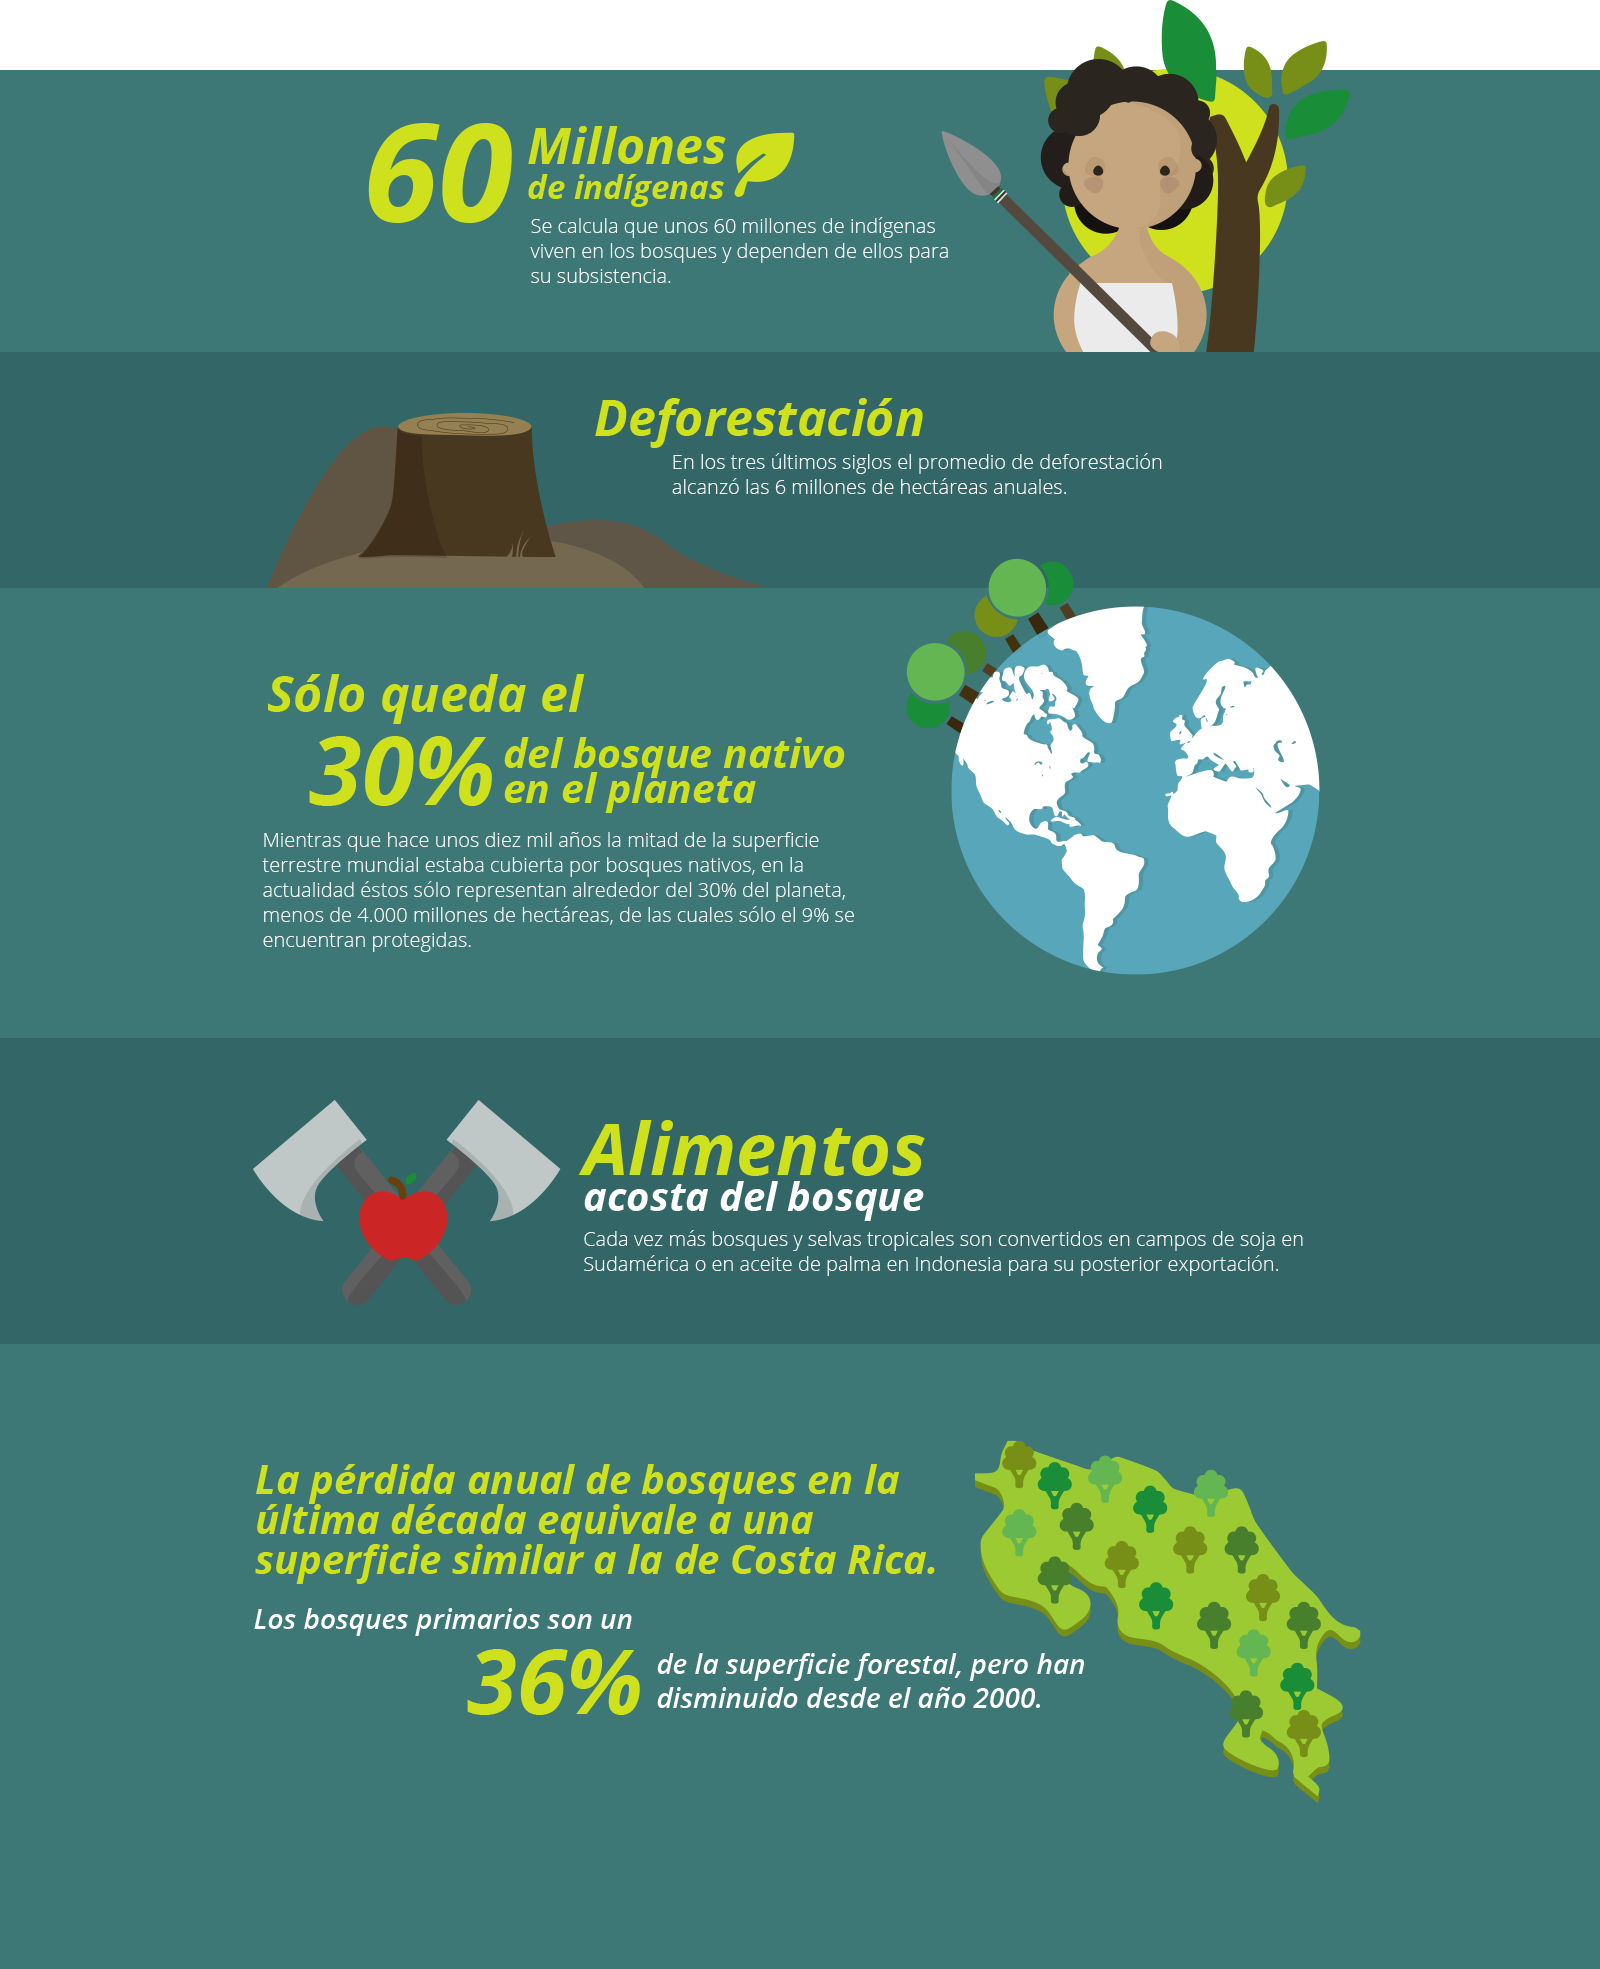 60 Millones
de indígenas
Se calcula que unos 60 millones de indígenas
viven en los bosques y dependen de ellos para
su subsistencia.
Deforestación
En los tres últimos siglos el promedio de deforestación
alcanzó las 6 millones de hectáreas anuales.
Sólo queda el
30% del bosque nativo
en el planeta
Mientras que hace unos diez mil años la mitad de la superficie
terrestre mundial estaba cubierta por bosques nativos, en la
actualidad éstos sólo representan alrededor del 30% del planeta,
menos de 4.000 millones de hectáreas, de las cuales sólo el 9% se
encuentran protegidas.
Alimentos
acosta del bosque
Cada vez más bosques y selvas tropicales son convertidos en campos de soja en
Sudamérica o en aceite de palma en Indonesia para su posterior exportación.
La pérdida anual de bosques en la
última década equivale a una
superficie similar a la de Costa Rica.
Los bosques primarios son un
36% de la superficie forestal, pero han
disminuido desde el año 2000.